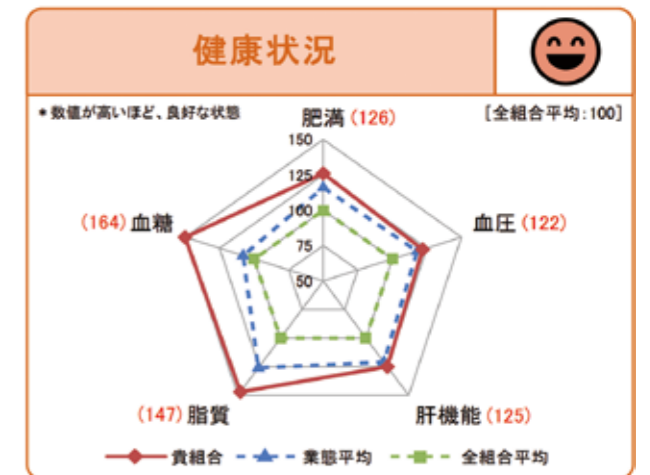 健康状況
*数値が高いほど、良好な状態
[全組合平均:100]
肥満(126)
150
125
100
75
50
(164)血糖
血圧(122)
(147)脂質
肝機能(125)
貴組合 業態平均 全組合平均